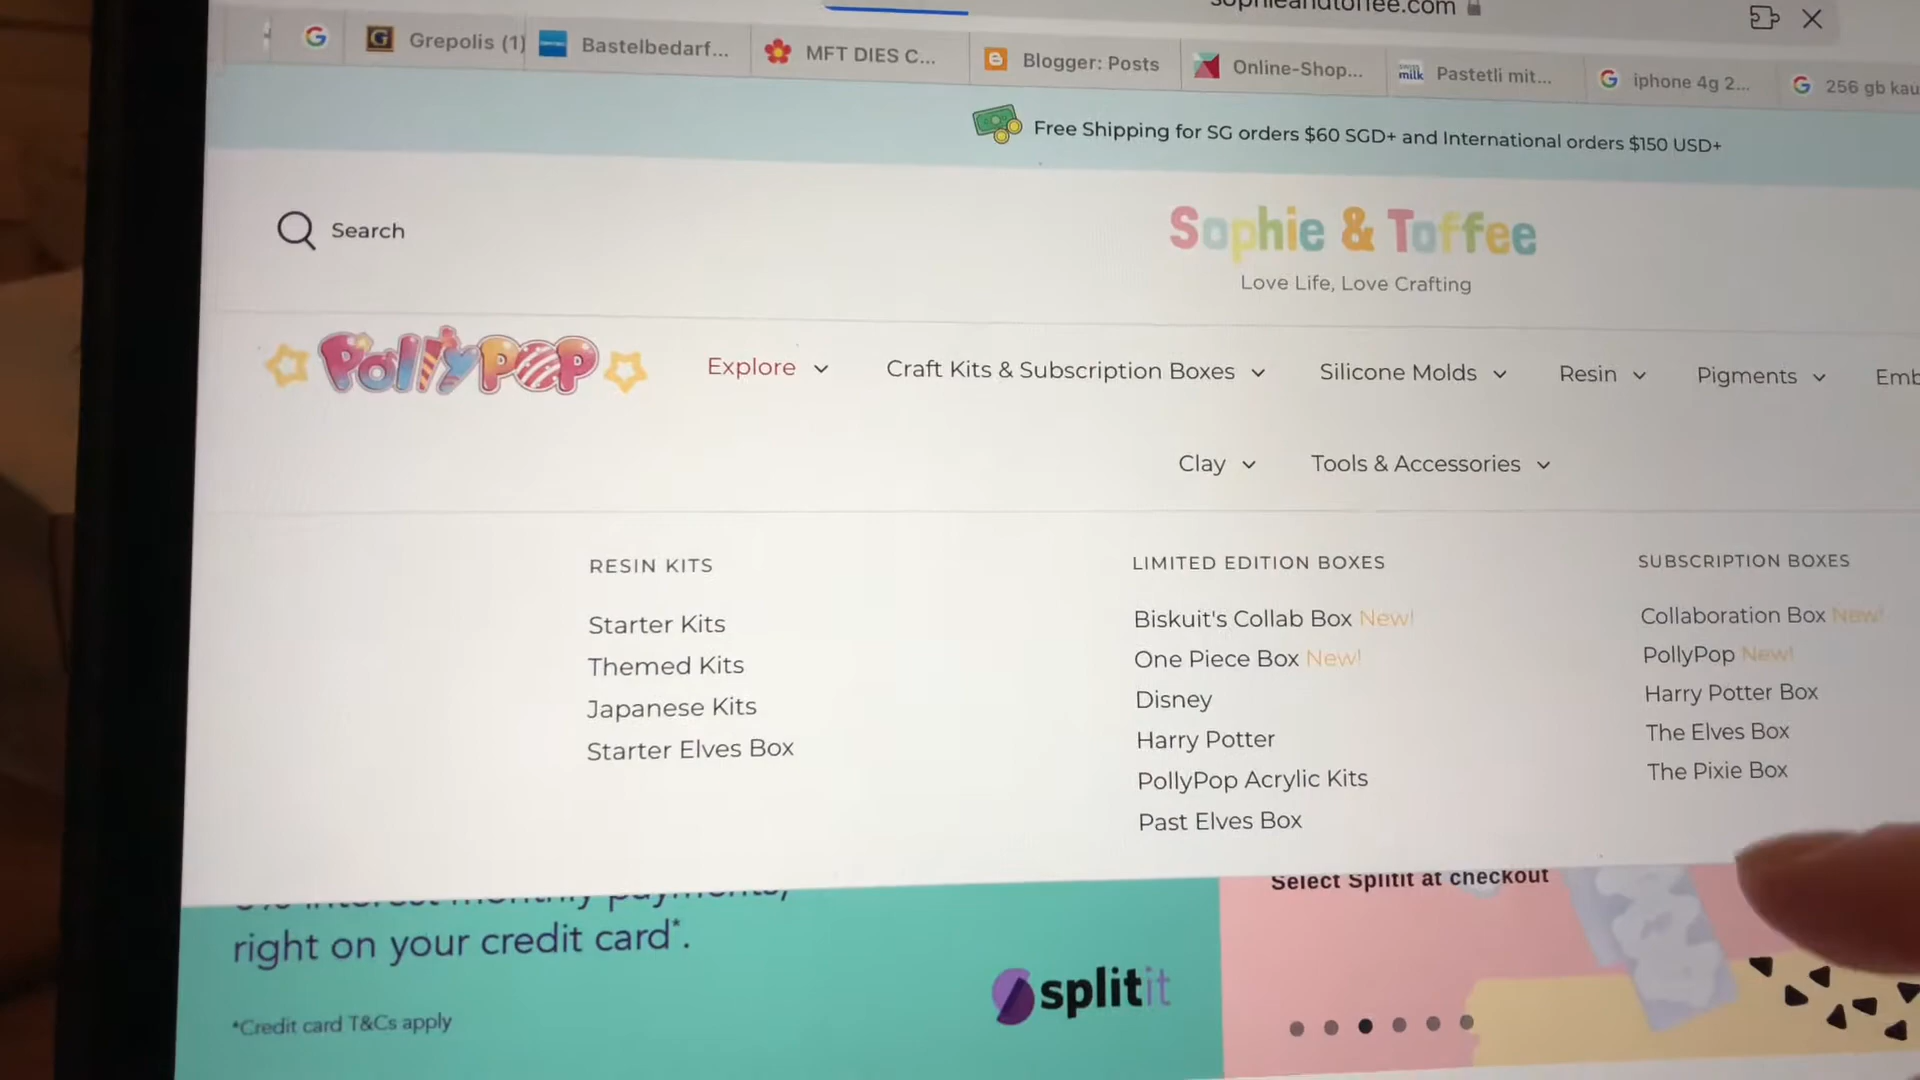 sophieandtoffee.com
Grepolis (1)
Bastelbedarf...
MFT DIES C...
Blogger: Posts
Online-Shop...
milk
Pastetli mit...
iphone 4g 2...
256 gb kau
Free Shipping for SG orders $60 SGD+ and International orders $150 USD+
Search
Sophie & Toffee
Love Life, Love Crafting
PollyPOP
Explore
Craft Kits & Subscription Boxes
Silicone Molds
Resin
Pigments
Emb
Clay
Tools & Accessories
RESIN KITS
Starter Kits
Themed Kits
Japanese Kits
Starter Elves Box
LIMITED EDITION BOXES
Biskuit's Collab Box New!
One Piece Box New!
Disney
Harry Potter
PollyPop Acrylic Kits
Past Elves Box
SUBSCRIPTION BOXES
Collaboration Box New!
PollyPop New!
Harry Potter Box
The Elves Box
The Pixie Box
right on your credit card*.
*Credit card T&Cs apply
splitit
Select Splitit at checkout